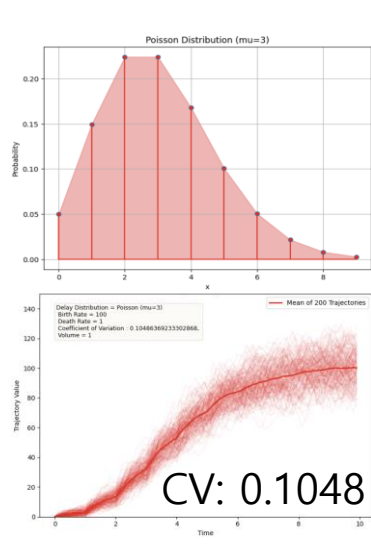 Poisson Distribution (mu=3)
0.20
0.15
0.10
0.05
0.00
Probability
0 2 4 6 8
x
140
120
100
80
60
40
20
0
Trajectory Value
Delay Distribution = Poisson (mu=3)
Birth Rate = 100
Death Rate = 1
Coefficient of Variation : 0.10486369233302868,
Volume = 1
Mean of 200 Trajectories
CV: 0.1048
0 2 4 6 8 10
Time